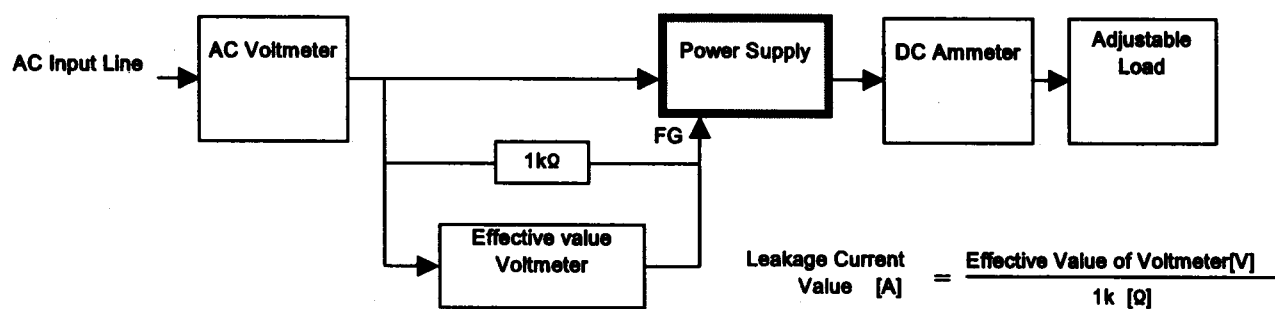 AC Input Line
AC Voltmeter
Power Supply
DC Ammeter
Adjustable
Load
FG
1kΩ
Effective value
Voltmeter
Leakage Current
Value [A]
= Effective Value of Voltmeter[V]
1k [Ω]